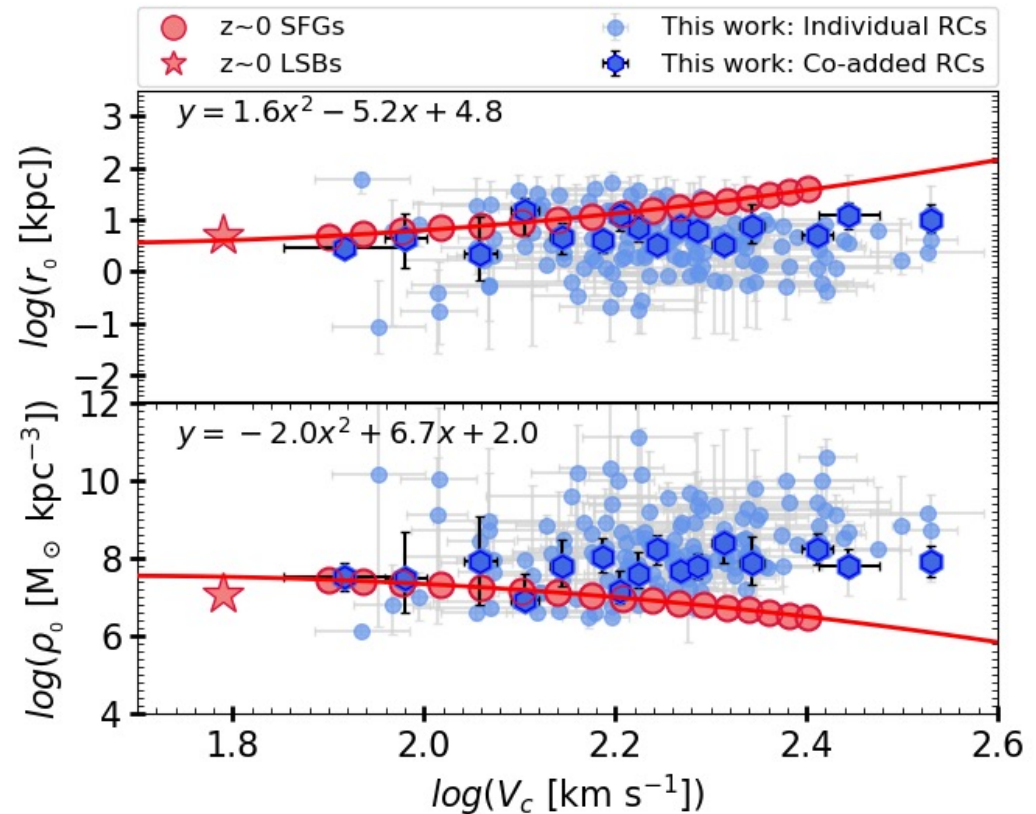 z~0 SFGs
z~0 LSBs
This work: Individual RCs
This work: Co-added RCs
y = 1.6x² − 5.2x + 4.8
log(r₀ [kpc])
3
2
1
0
−1
−2
y = −2.0x² + 6.7x + 2.0
log(ρ₀ [M⊙ kpc⁻³])
12
10
8
6
4
1.8 2.0 2.2 2.4 2.6
log(V_c [km s⁻¹])